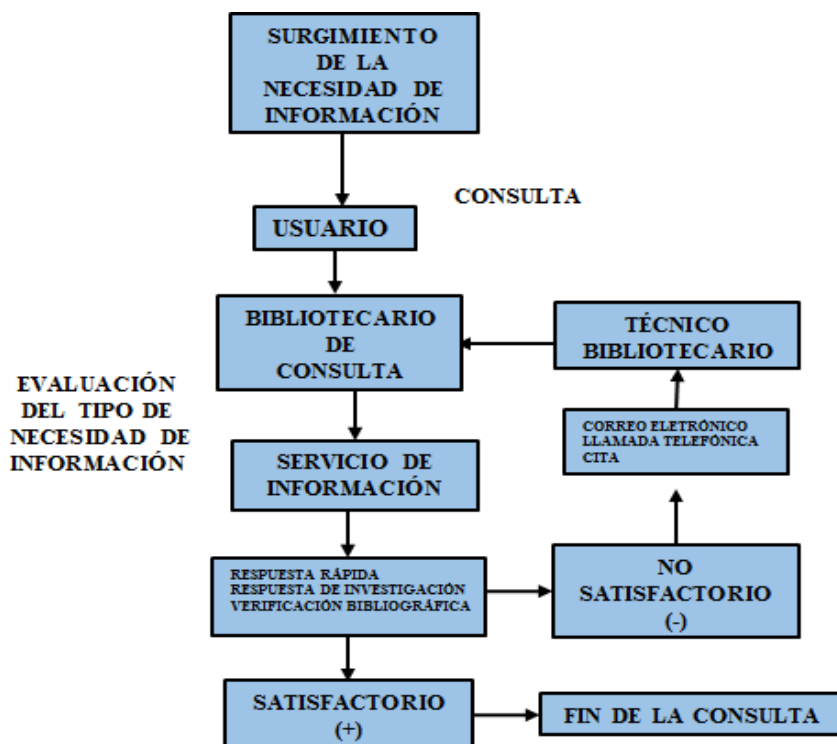 SURGIMIENTO
DE LA
NECESIDAD DE
INFORMACIÓN
CONSULTA
USUARIO
BIBLIOTECARIO
DE
CONSULTA
TÉCNICO
BIBLIOTECARIO
EVALUACIÓN
DEL TIPO DE
NECESIDAD DE
INFORMACIÓN
CORREO ELETRÓNICO
LLAMADA TELEFÓNICA
CITA
SERVICIO DE
INFORMACIÓN
RESPUESTA RÁPIDA
RESPUESTA DE INVESTIGACIÓN
VERIFICACIÓN BIBLIOGRÁFICA
NO
SATISFACTORIO
(-)
SATISFACTORIO
(+)
FIN DE LA CONSULTA